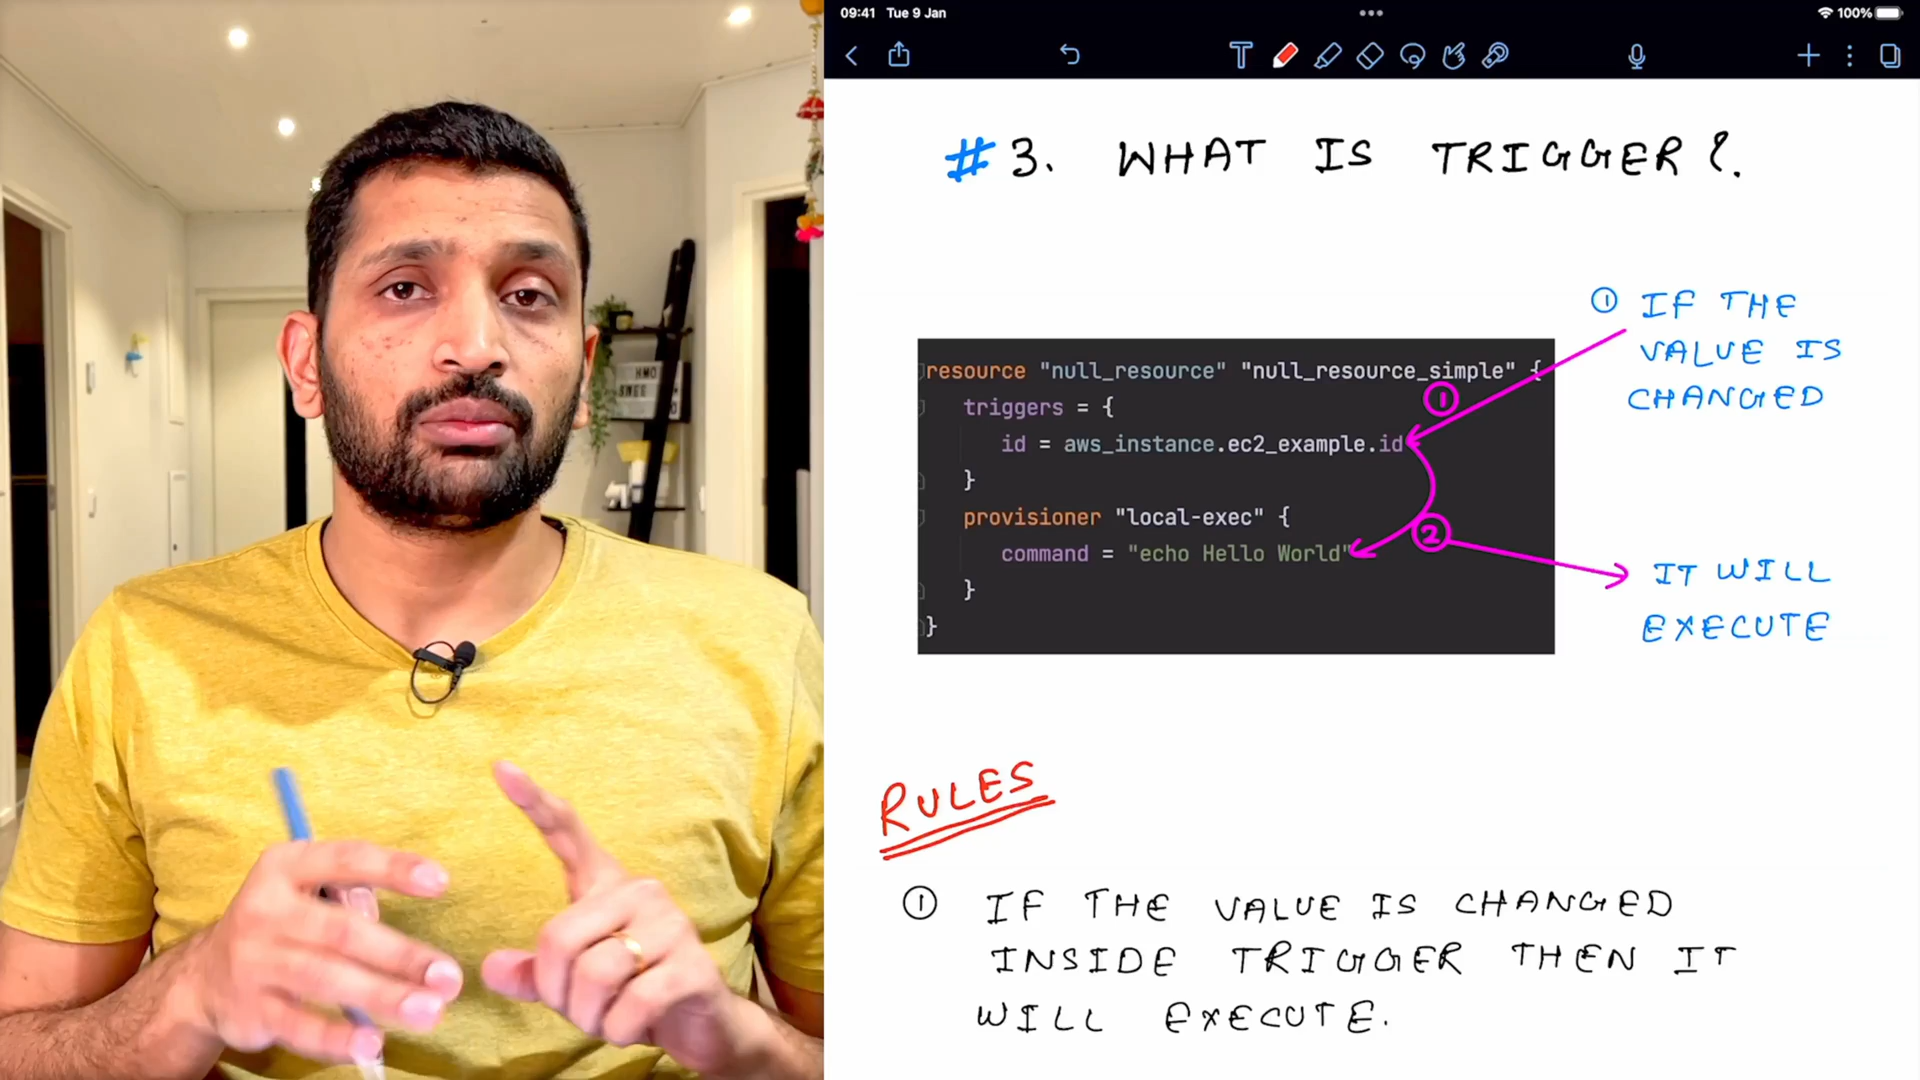 09:41 Tue 9 Jan
100%
#3. WHAT IS TRIGGER?.
① IF THE
VALUE IS
CHANGED
resource "null_resource" "null_resource_simple" {
triggers = {
id = aws_instance.ec2_example.id
}
provisioner "local-exec" {
command = "echo Hello World"
}
}
①
②
IT WILL
EXECUTE
RULES
① IF THE VALUE IS CHANGED
INSIDE TRIGGER THEN IT
WILL EXECUTE.